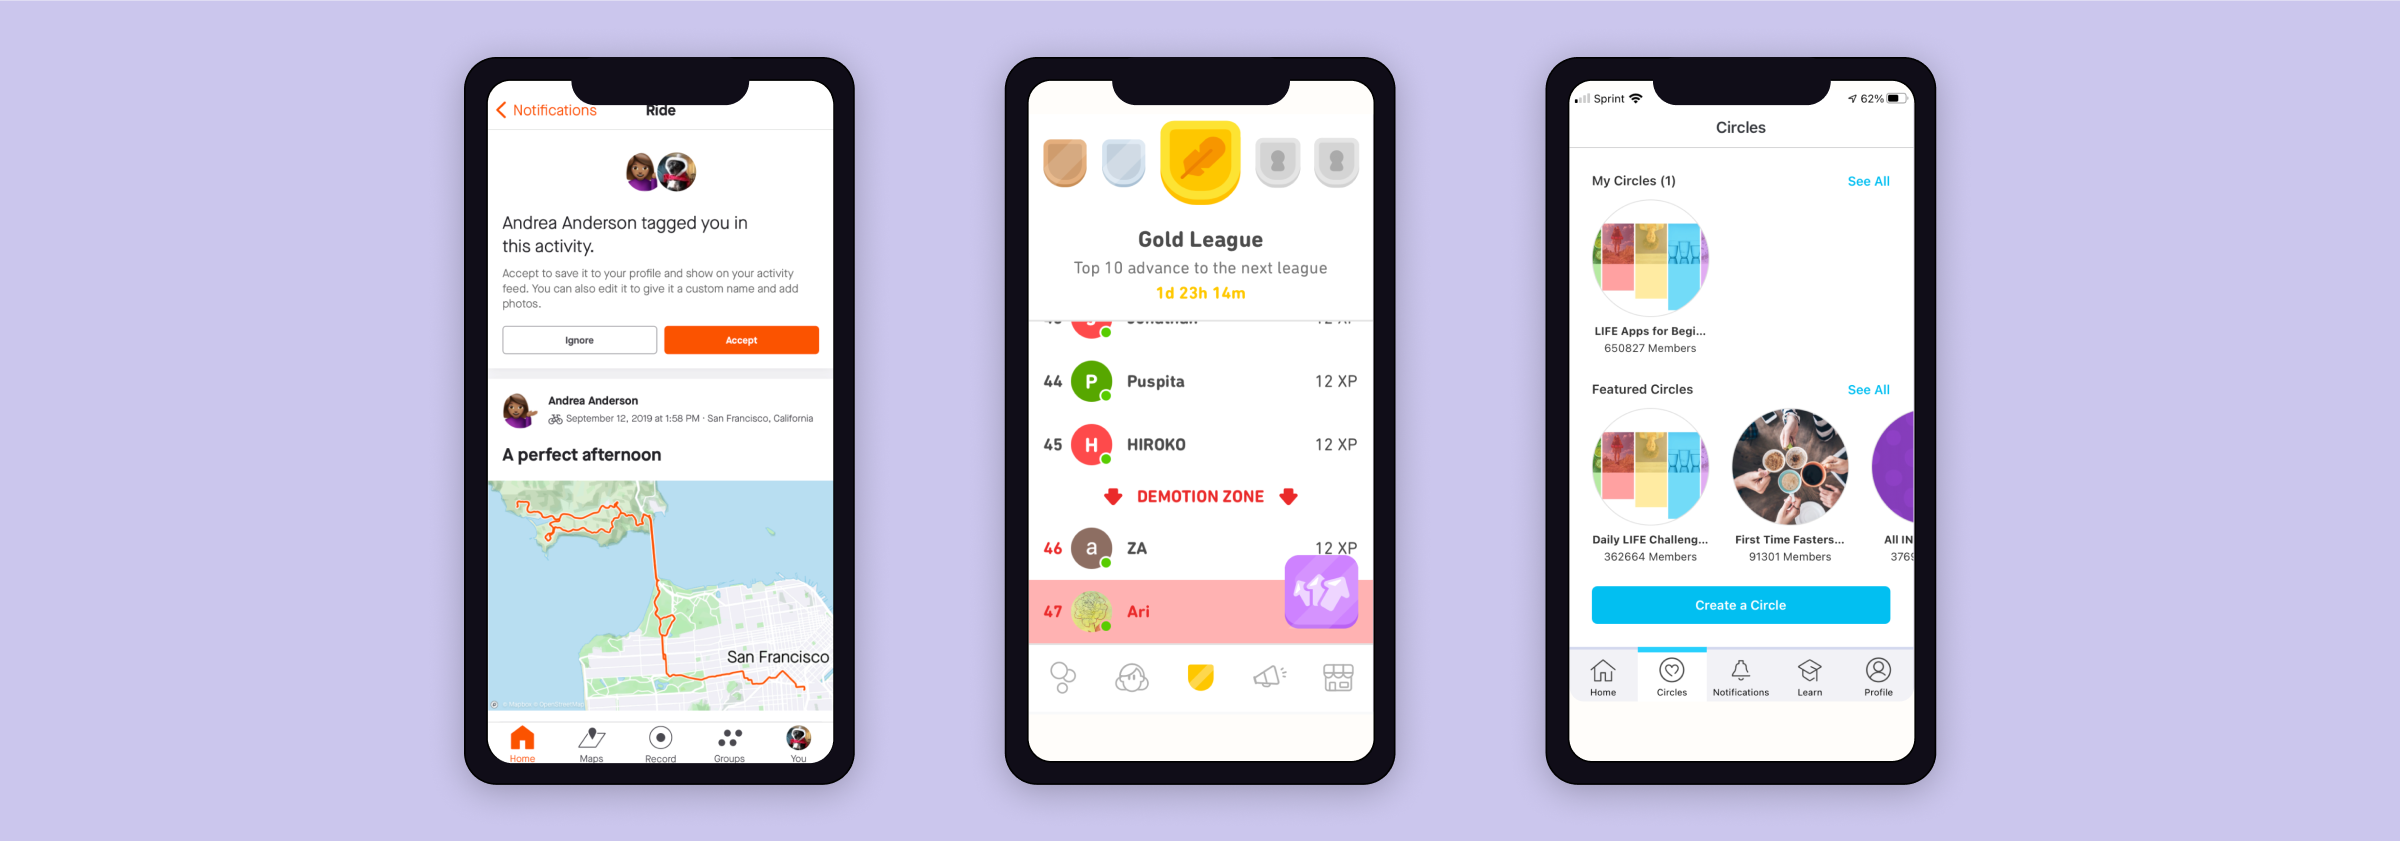 Notifications
Ride
Andrea Anderson tagged you in
this activity.
Accept to save it to your profile and show on your activity
feed. You can also edit it to give it a custom name and add
photos.
Ignore
Accept
Andrea Anderson
September 12, 2019 at 1:58 PM · San Francisco, California
A perfect afternoon
San Francisco
© Mapbox © OpenStreetMap
Home
Maps
Record
Groups
You
Gold League
Top 10 advance to the next league
1d 23h 14m
44 P Puspita 12 XP
45 H HIROKO 12 XP
DEMOTION ZONE
46 a ZA 12 XP
47 Ari
Sprint
62%
Circles
My Circles (1)
See All
LIFE Apps for Begi...
650827 Members
Featured Circles
See All
Daily LIFE Challeng...
362664 Members
First Time Fasters...
91301 Members
All IN
3769
Create a Circle
Home
Circles
Notifications
Learn
Profile